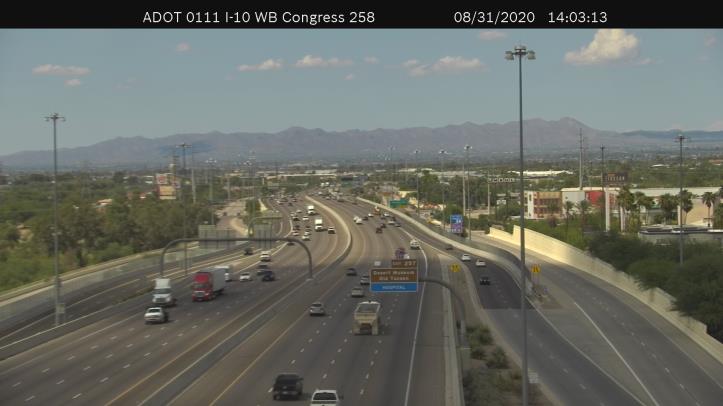 ADOT 0111 I-10 WB Congress 258 08/31/2020 14:03:13
EXIT 257
Desert Museum
Old Tucson
HOSPITAL